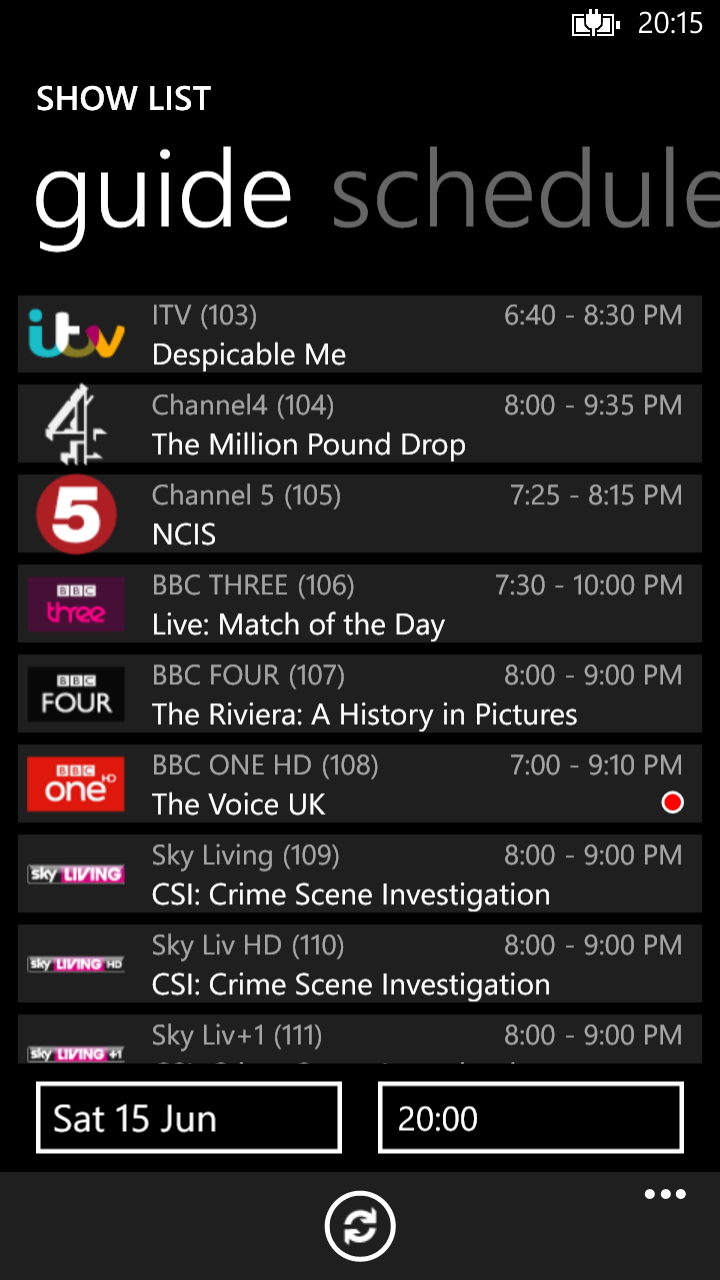 20:15
SHOW LIST
guide schedule
itv ITV (103) 6:40 - 8:30 PM
Despicable Me
4 Channel4 (104) 8:00 - 9:35 PM
The Million Pound Drop
5 Channel 5 (105) 7:25 - 8:15 PM
NCIS
BBC three BBC THREE (106) 7:30 - 10:00 PM
Live: Match of the Day
BBC FOUR BBC FOUR (107) 8:00 - 9:00 PM
The Riviera: A History in Pictures
BBC one HD BBC ONE HD (108) 7:00 - 9:10 PM
The Voice UK
sky LIVING Sky Living (109) 8:00 - 9:00 PM
CSI: Crime Scene Investigation
sky LIVING HD Sky Liv HD (110) 8:00 - 9:00 PM
CSI: Crime Scene Investigation
sky LIVING +1 Sky Liv+1 (111) 8:00 - 9:00 PM
Sat 15 Jun 20:00